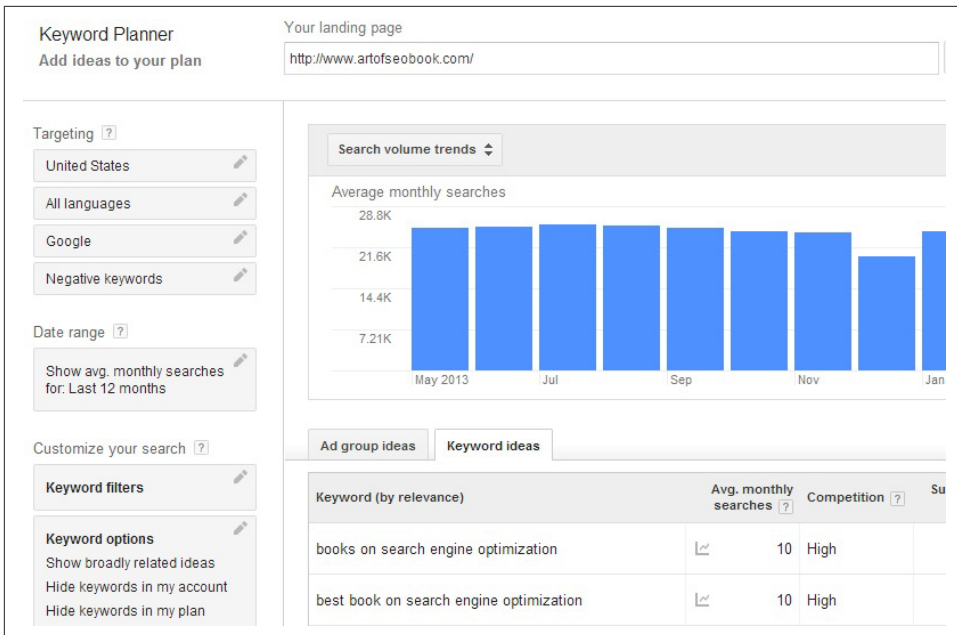 Keyword Planner
Add ideas to your plan
Your landing page
http://www.artofseobook.com/
Targeting ?
United States
All languages
Google
Negative keywords
Date range ?
Show avg. monthly searches
for: Last 12 months
Customize your search ?
Keyword filters
Keyword options
Show broadly related ideas
Hide keywords in my account
Hide keywords in my plan
Search volume trends
Average monthly searches
28.8K
21.6K
14.4K
7.21K
May 2013 Jul Sep Nov Jan
Ad group ideas Keyword ideas
Keyword (by relevance) Avg. monthly searches ? Competition ? Su
books on search engine optimization 10 High
best book on search engine optimization 10 High